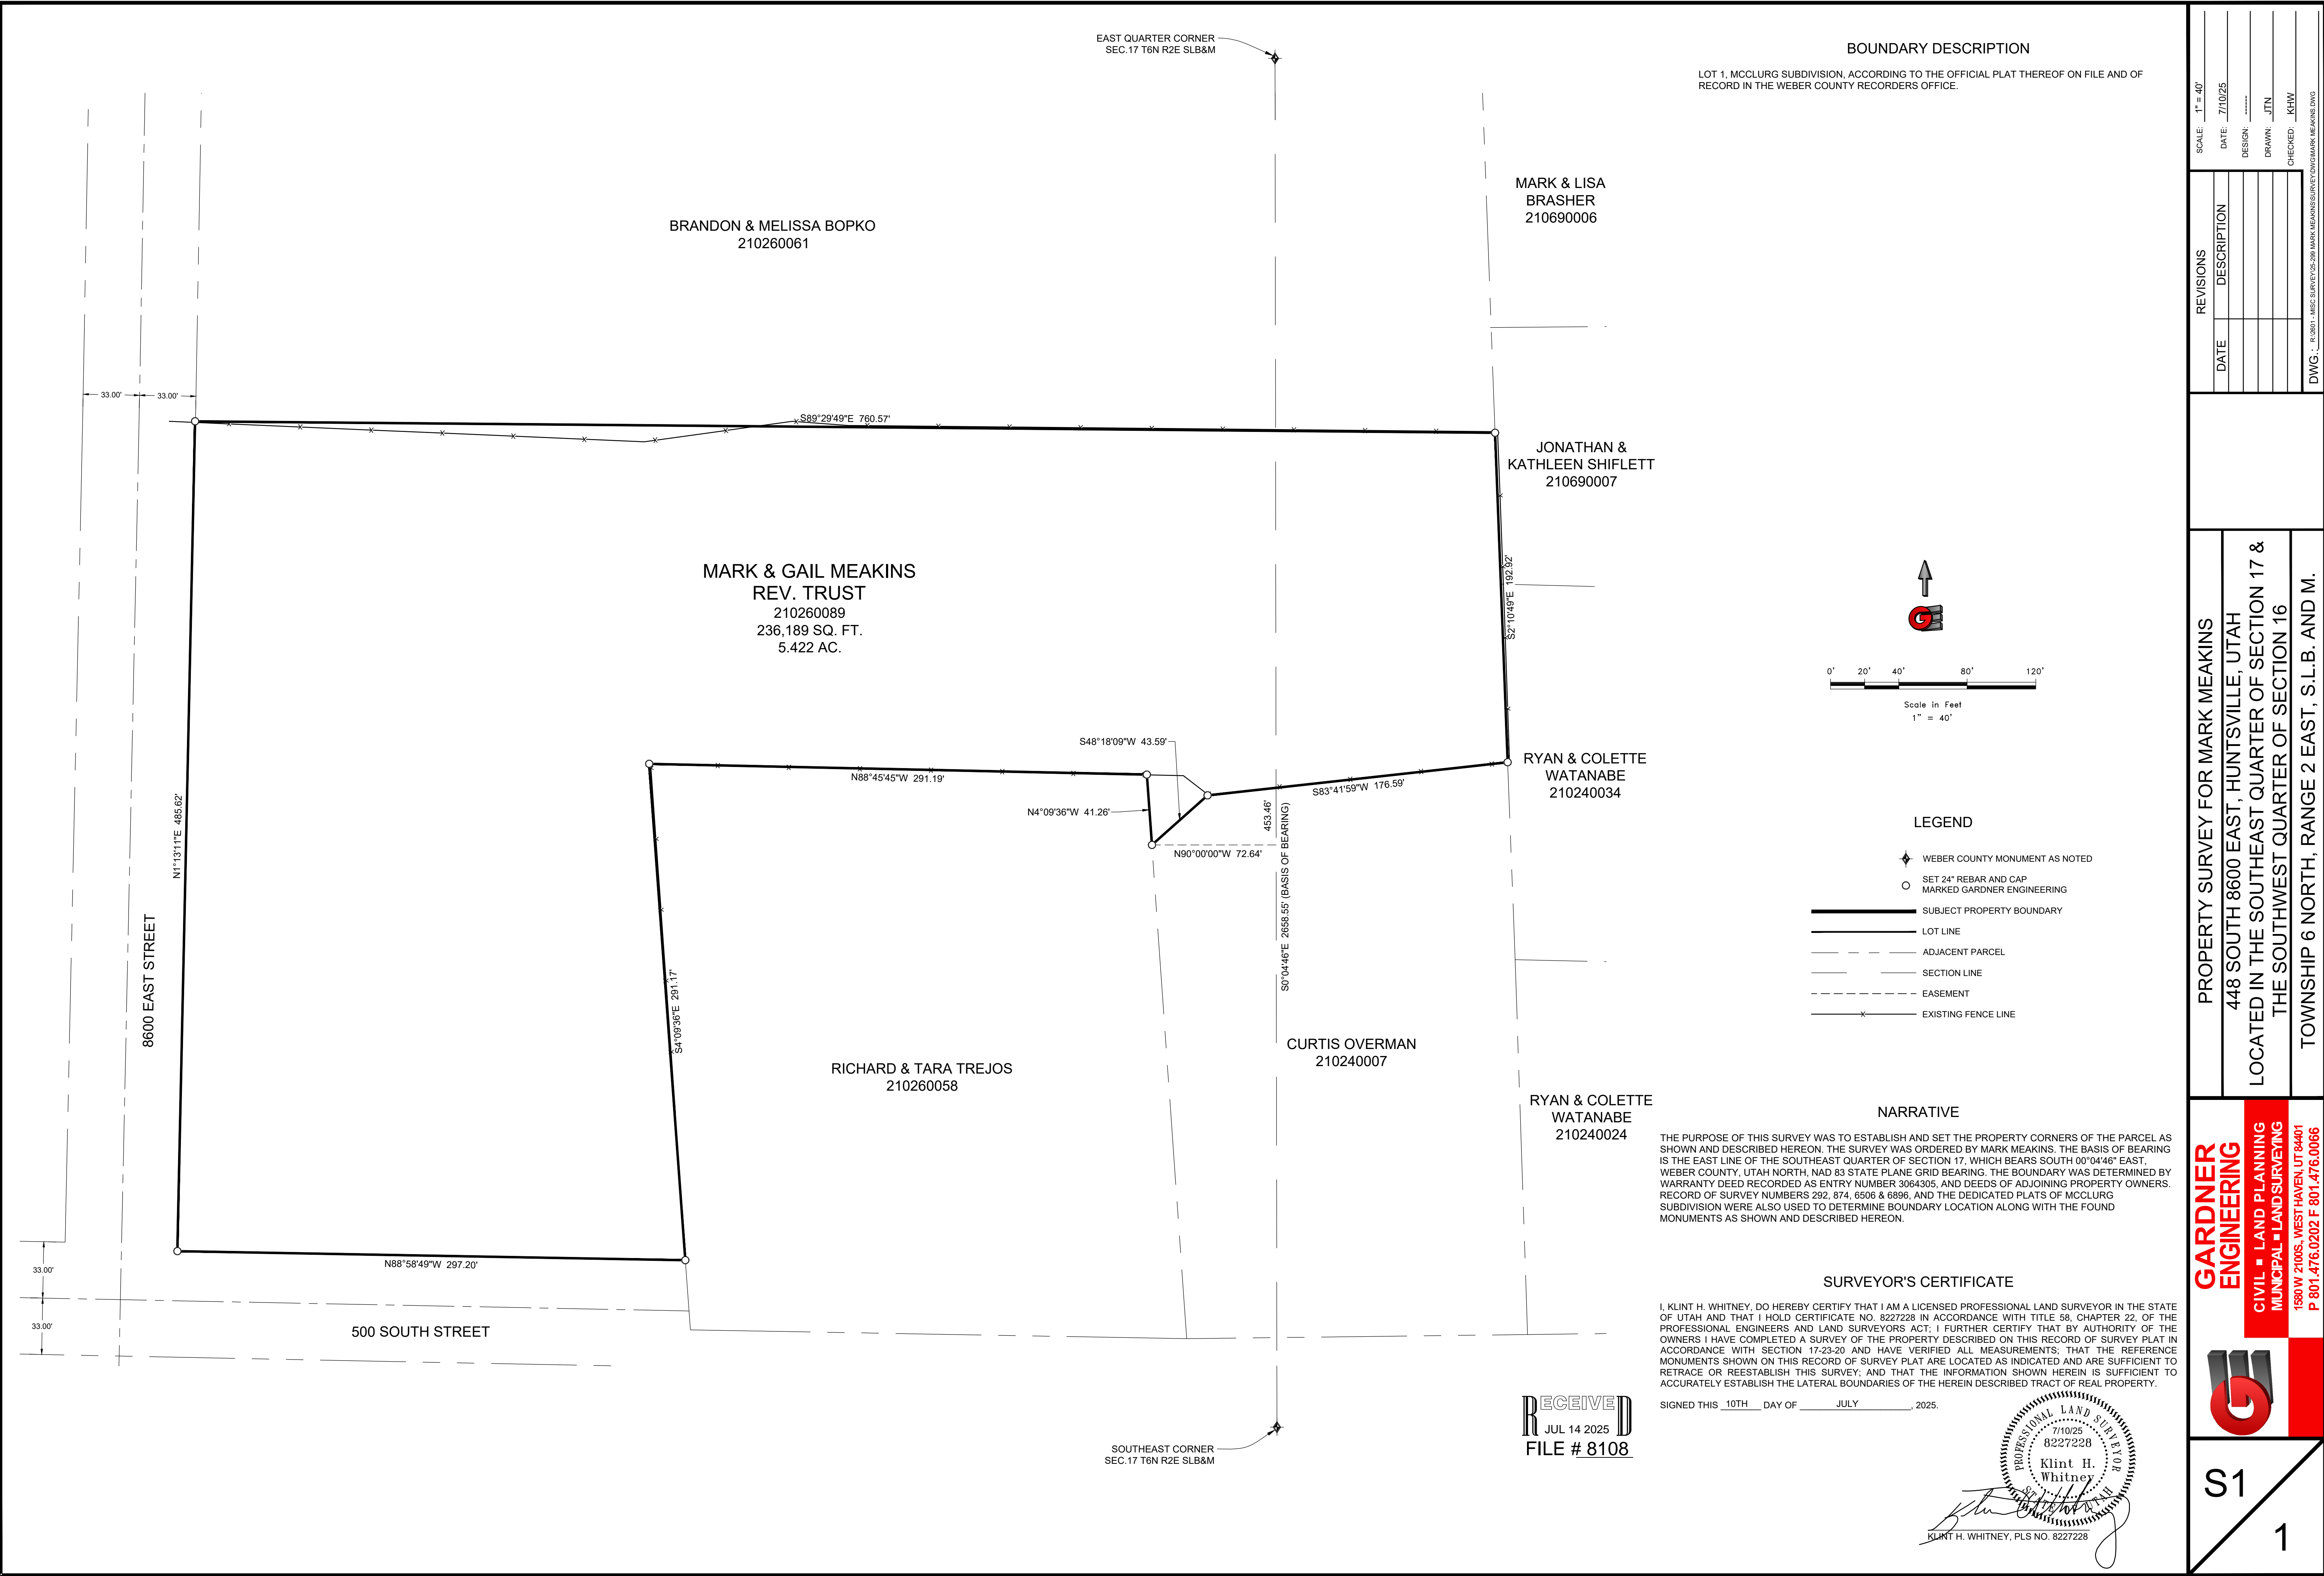 EAST QUARTER CORNER
SEC.17 T6N R2E SLB&M
BOUNDARY DESCRIPTION
LOT 1, MCCLURG SUBDIVISION, ACCORDING TO THE OFFICIAL PLAT THEREOF ON FILE AND OF
RECORD IN THE WEBER COUNTY RECORDERS OFFICE.
BRANDON & MELISSA BOPKO
210260061
MARK & LISA
BRASHER
210690006
33.00'
33.00'
S89°29'49"E 760.57'
JONATHAN &
KATHLEEN SHIFLETT
210690007
MARK & GAIL MEAKINS
REV. TRUST
210260089
236,189 SQ. FT.
5.422 AC.
S2°10'49"E 192.92'
0' 20' 40' 80' 120'
Scale in Feet
1" = 40'
S48°18'09"W 43.59'
N88°45'45"W 291.19'
S83°41'59"W 176.59'
N4°09'36"W 41.26'
N90°00'00"W 72.64'
453.46'
S0°04'46"E 2658.55' (BASIS OF BEARING)
RYAN & COLETTE
WATANABE
210240034
N1°13'11"E 485.62'
8600 EAST STREET
S4°09'36"E 291.17'
LEGEND
WEBER COUNTY MONUMENT AS NOTED
SET 24" REBAR AND CAP
MARKED GARDNER ENGINEERING
SUBJECT PROPERTY BOUNDARY
LOT LINE
ADJACENT PARCEL
SECTION LINE
EASEMENT
EXISTING FENCE LINE
RICHARD & TARA TREJOS
210260058
CURTIS OVERMAN
210240007
RYAN & COLETTE
WATANABE
210240024
N88°58'49"W 297.20'
33.00'
33.00'
500 SOUTH STREET
NARRATIVE
THE PURPOSE OF THIS SURVEY WAS TO ESTABLISH AND SET THE PROPERTY CORNERS OF THE PARCEL AS
SHOWN AND DESCRIBED HEREON. THE SURVEY WAS ORDERED BY MARK MEAKINS. THE BASIS OF BEARING
IS THE EAST LINE OF THE SOUTHEAST QUARTER OF SECTION 17, WHICH BEARS SOUTH 00°04'46" EAST,
WEBER COUNTY, UTAH NORTH, NAD 83 STATE PLANE GRID BEARING. THE BOUNDARY WAS DETERMINED BY
WARRANTY DEED RECORDED AS ENTRY NUMBER 3064305, AND DEEDS OF ADJOINING PROPERTY OWNERS.
RECORD OF SURVEY NUMBERS 292, 874, 6506 & 6896, AND THE DEDICATED PLATS OF MCCLURG
SUBDIVISION WERE ALSO USED TO DETERMINE BOUNDARY LOCATION ALONG WITH THE FOUND
MONUMENTS AS SHOWN AND DESCRIBED HEREON.
SURVEYOR'S CERTIFICATE
I, KLINT H. WHITNEY, DO HEREBY CERTIFY THAT I AM A LICENSED PROFESSIONAL LAND SURVEYOR IN THE STATE
OF UTAH AND THAT I HOLD CERTIFICATE NO. 8227228 IN ACCORDANCE WITH TITLE 58, CHAPTER 22, OF THE
PROFESSIONAL ENGINEERS AND LAND SURVEYORS ACT; I FURTHER CERTIFY THAT BY AUTHORITY OF THE
OWNERS I HAVE COMPLETED A SURVEY OF THE PROPERTY DESCRIBED ON THIS RECORD OF SURVEY PLAT IN
ACCORDANCE WITH SECTION 17-23-20 AND HAVE VERIFIED ALL MEASUREMENTS; THAT THE REFERENCE
MONUMENTS SHOWN ON THIS RECORD OF SURVEY PLAT ARE LOCATED AS INDICATED AND ARE SUFFICIENT TO
RETRACE OR REESTABLISH THIS SURVEY; AND THAT THE INFORMATION SHOWN HEREIN IS SUFFICIENT TO
ACCURATELY ESTABLISH THE LATERAL BOUNDARIES OF THE HEREIN DESCRIBED TRACT OF REAL PROPERTY.
SIGNED THIS 10TH DAY OF JULY, 2025.
PROFESSIONAL LAND SURVEYOR
7/10/25
8227228
Klint H.
Whitney
STATE OF UTAH
KLINT H. WHITNEY, PLS NO. 8227228
RECEIVED
JUL 14 2025
FILE # 8108
SOUTHEAST CORNER
SEC.17 T6N R2E SLB&M
SCALE: 1" = 40'
DATE: 7/10/25
DESIGN: ------
DRAWN: JTN
CHECKED: KHW
DWG.: R:\2601 - MISC SURVEY\25-299 MARK MEAKINS\SURVEY\DWG\MARK MEAKINS.DWG
REVISIONS
DATE DESCRIPTION
PROPERTY SURVEY FOR MARK MEAKINS
448 SOUTH 8600 EAST, HUNTSVILLE, UTAH
LOCATED IN THE SOUTHEAST QUARTER OF SECTION 17 &
THE SOUTHWEST QUARTER OF SECTION 16
TOWNSHIP 6 NORTH, RANGE 2 EAST, S.L.B. AND M.
GARDNER
ENGINEERING
CIVIL ▪ LAND PLANNING
MUNICIPAL ▪ LAND SURVEYING
1580 W 2100S., WEST HAVEN, UT 84401
P 801.476.0202 F 801.476.0066
S1
1